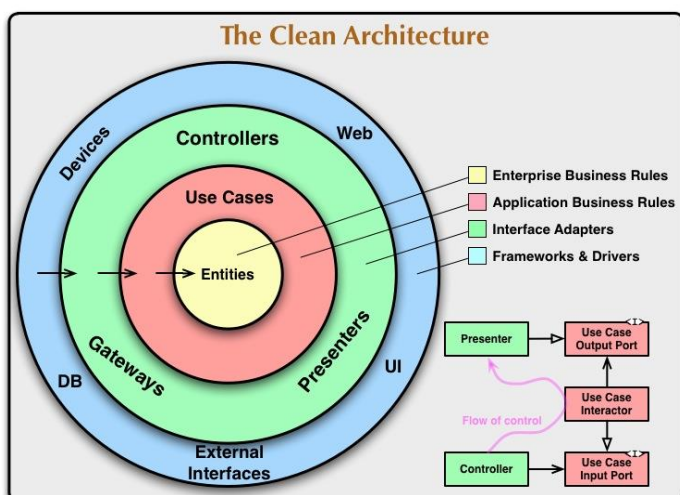 The Clean Architecture
Devices
Web
Controllers
Use Cases
Entities
Gateways
Presenters
DB
UI
External
Interfaces
Enterprise Business Rules
Application Business Rules
Interface Adapters
Frameworks & Drivers
Presenter
<I>
Use Case
Output Port
Use Case
Interactor
Flow of control
Controller
<I>
Use Case
Input Port